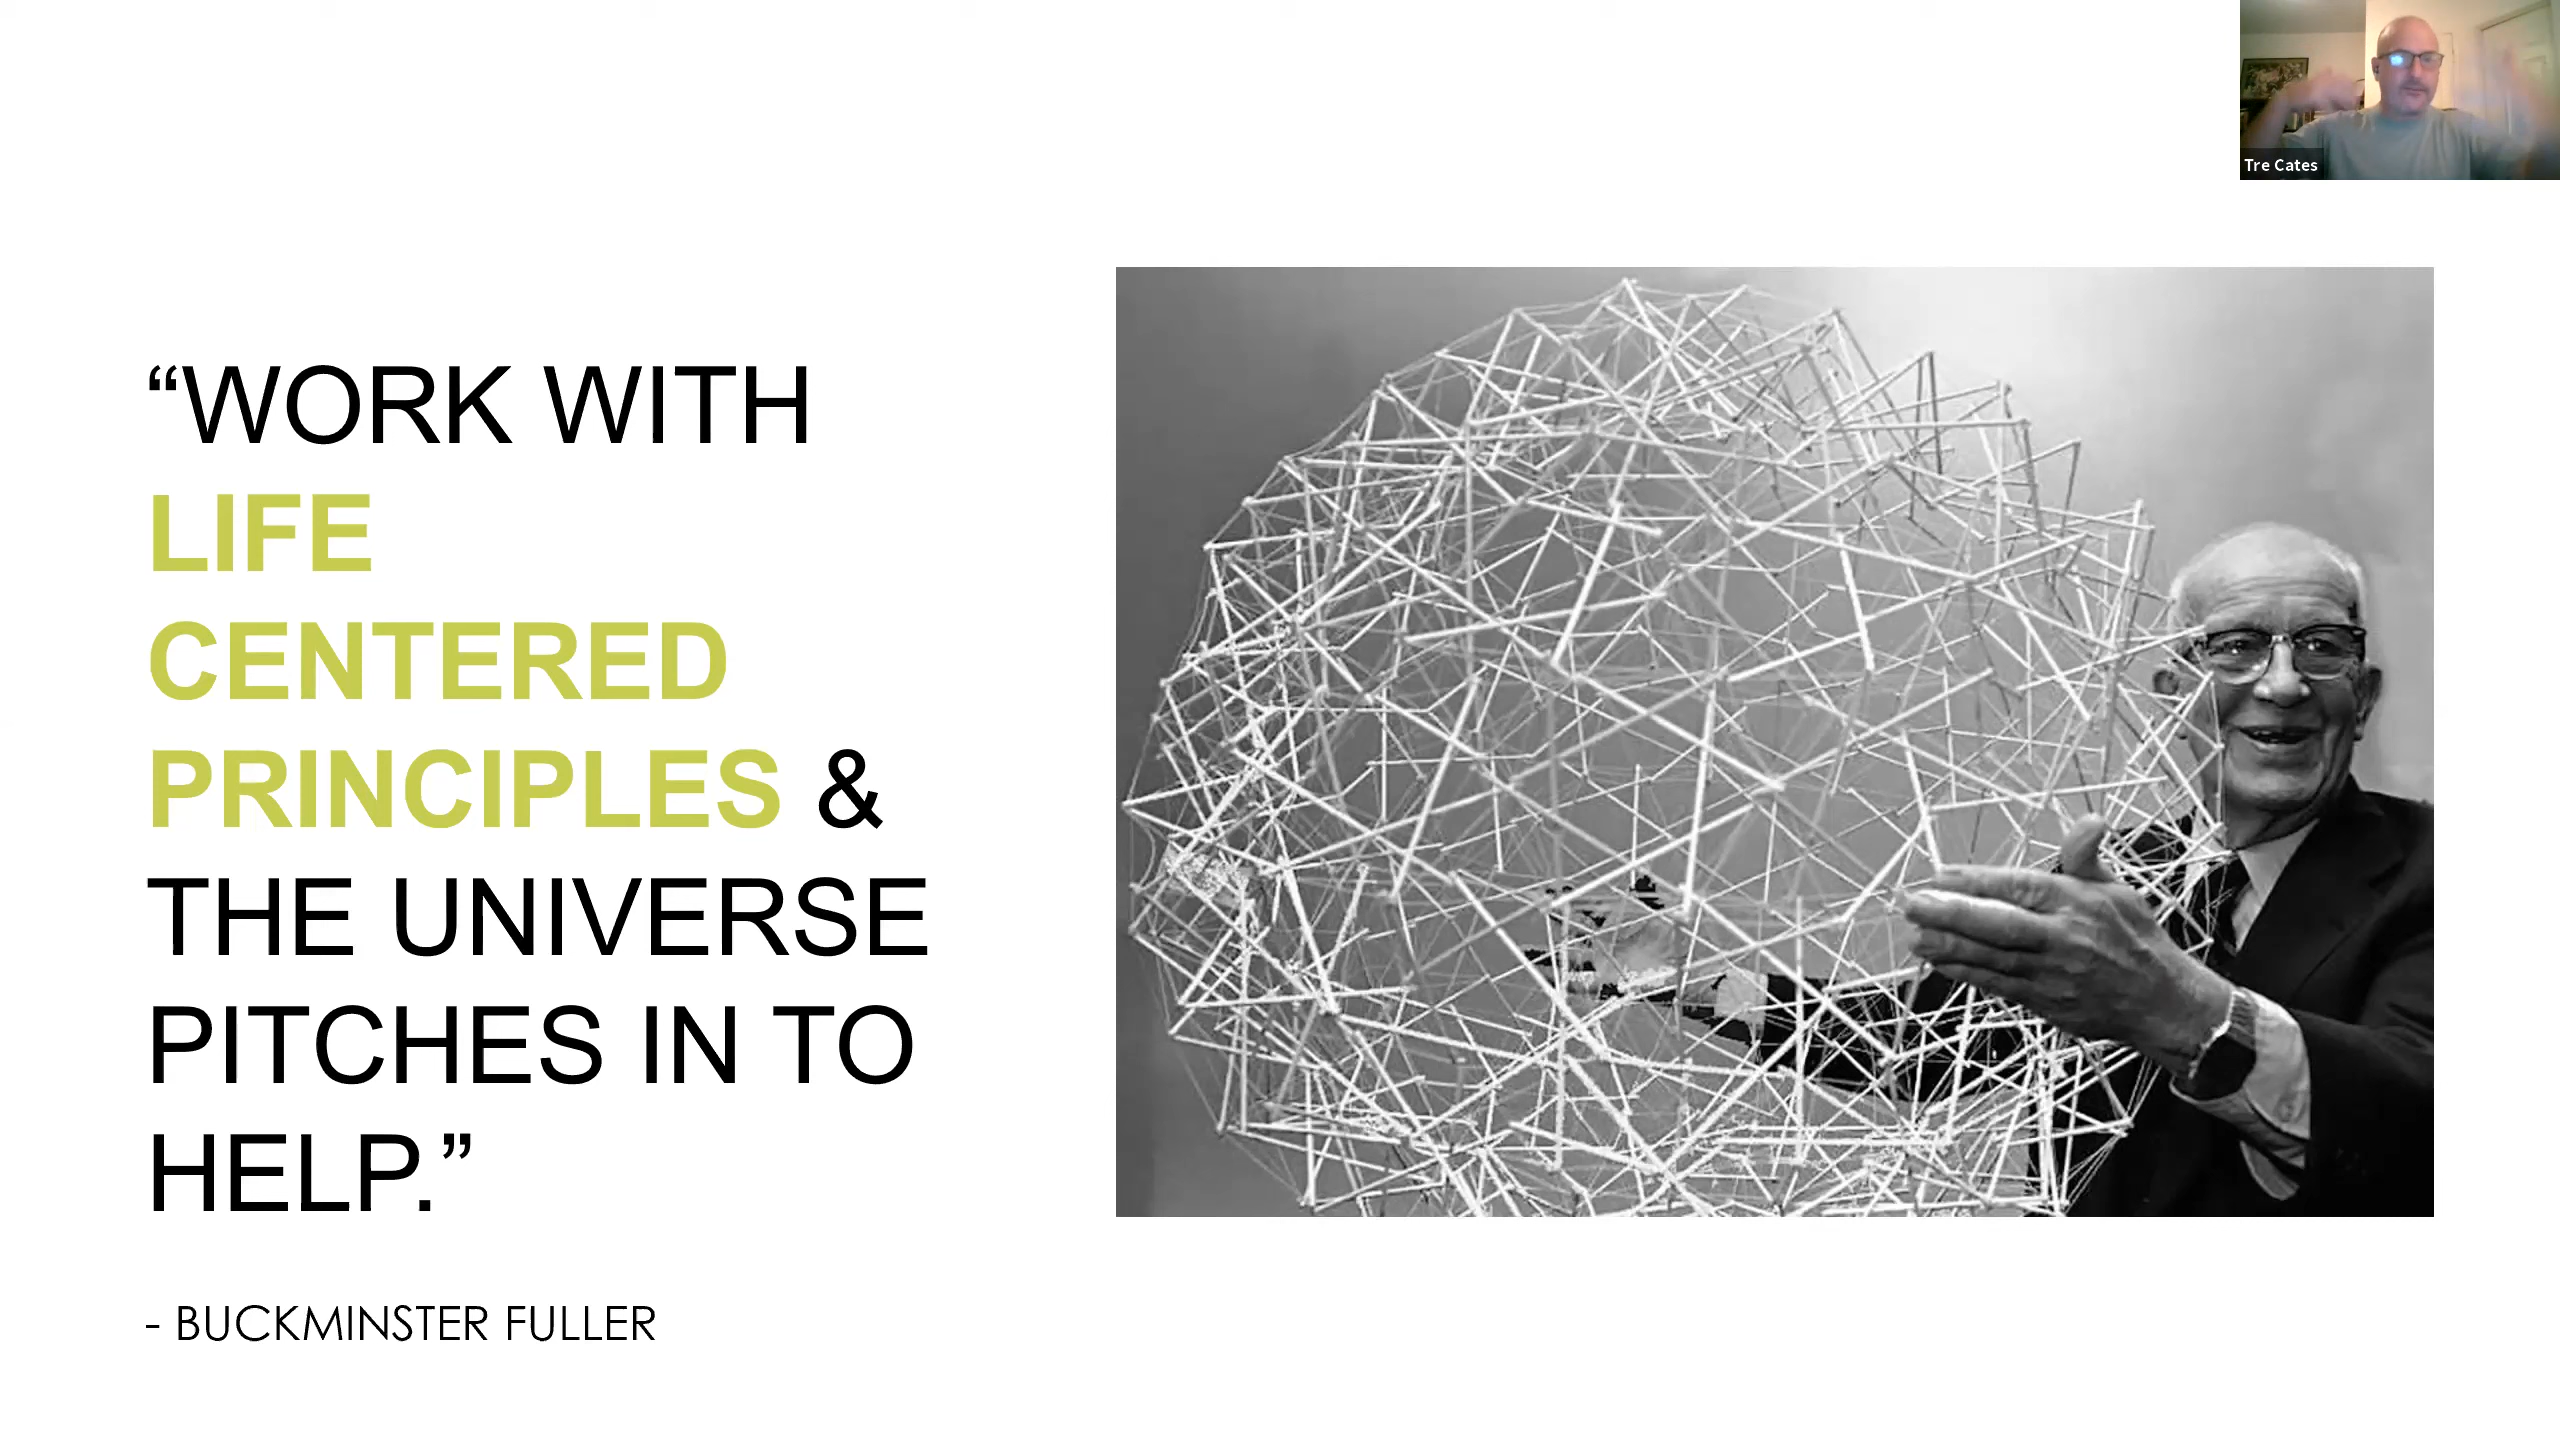 “WORK WITH
LIFE
CENTERED
PRINCIPLES &
THE UNIVERSE
PITCHES IN TO
HELP.”
- BUCKMINSTER FULLER
Tre Cates